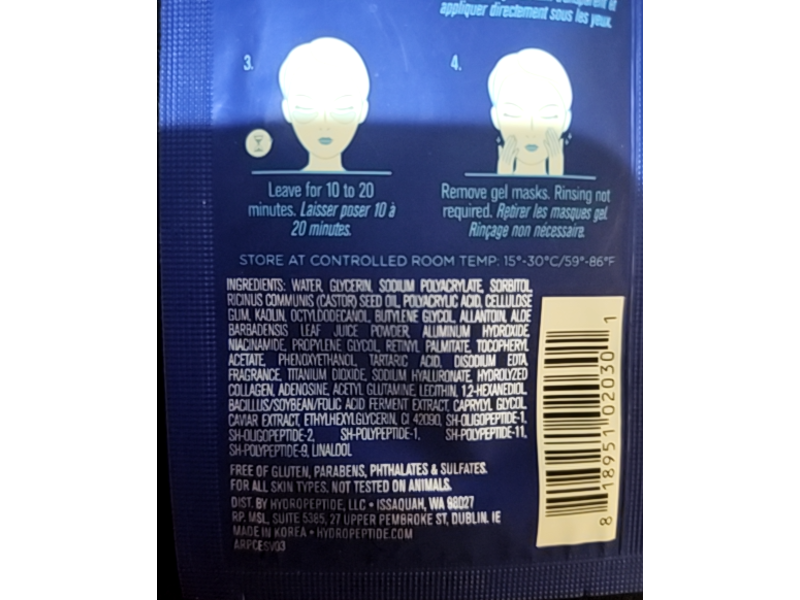 transparent et
appliquer directement sous les yeux.
3.
4.
Leave for 10 to 20
minutes. Laisser poser 10 à
20 minutes.
Remove gel masks. Rinsing not
required. Retirer les masques gel.
Rinçage non nécessaire.
STORE AT CONTROLLED ROOM TEMP: 15°-30°C/59°-86°F
INGREDIENTS: WATER, GLYCERIN, SODIUM POLYACRYLATE, SORBITOL,
RICINUS COMMUNIS (CASTOR) SEED OIL, POLYACRYLIC ACID, CELLULOSE
GUM, KAOLIN, OCTYLDODECANOL, BUTYLENE GLYCOL, ALLANTOIN, ALOE
BARBADENSIS LEAF JUICE POWDER, ALUMINUM HYDROXIDE,
NIACINAMIDE, PROPYLENE GLYCOL, RETINYL PALMITATE, TOCOPHERYL
ACETATE, PHENOXYETHANOL, TARTARIC ACID, DISODIUM EDTA,
FRAGRANCE, TITANIUM DIOXIDE, SODIUM HYALURONATE, HYDROLYZED
COLLAGEN, ADENOSINE, ACETYL GLUTAMINE, LECITHIN, 1,2-HEXANEDIOL,
BACILLUS/SOYBEAN/FOLIC ACID FERMENT EXTRACT, CAPRYLYL GLYCOL,
CAVIAR EXTRACT, ETHYLHEXYLGLYCERIN, CI 42090, SH-OLIGOPEPTIDE-1,
SH-OLIGOPEPTIDE-2, SH-POLYPEPTIDE-1, SH-POLYPEPTIDE-11,
SH-POLYPEPTIDE-9, LINALOOL
FREE OF GLUTEN, PARABENS, PHTHALATES & SULFATES.
FOR ALL SKIN TYPES. NOT TESTED ON ANIMALS.
DIST. BY HYDROPEPTIDE, LLC • ISSAQUAH, WA 98027
RP. MSL, SUITE 5385, 27 UPPER PEMBROKE ST, DUBLIN. IE
MADE IN KOREA • HYDROPEPTIDE.COM
ARPCESV03
8 18951 02030 1